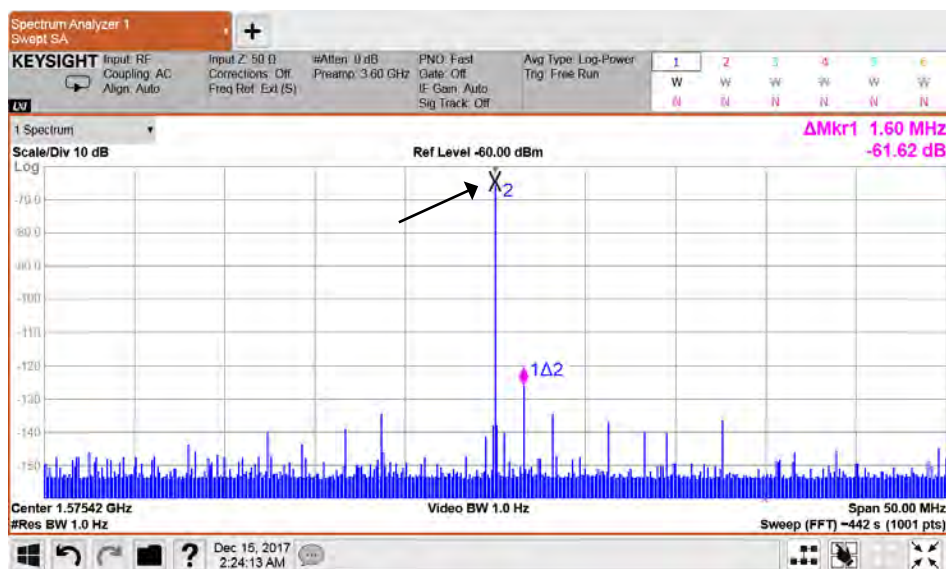 Spectrum Analyzer 1
Swept SA
+
KEYSIGHT
Input: RF
Coupling: AC
Align: Auto
Input Z: 50 Ω
Corrections: Off
Freq Ref: Ext (S)
#Atten: 0 dB
Preamp: 3.60 GHz
PNO: Fast
Gate: Off
IF Gain: Auto
Sig Track: Off
Avg Type: Log-Power
Trig: Free Run
1 2 3 4 5 6
W W W W W W
N N N N N N
LXI
1 Spectrum
ΔMkr1 1.60 MHz
Scale/Div 10 dB
Ref Level -60.00 dBm
-61.62 dB
Log
2
-70.0
-80.0
-90.0
-100
-110
-120
1Δ2
-130
-140
-150
Center 1.57542 GHz
Video BW 1.0 Hz
Span 50.00 MHz
#Res BW 1.0 Hz
Sweep (FFT) ~442 s (1001 pts)
?
Dec 15, 2017
2:24:13 AM